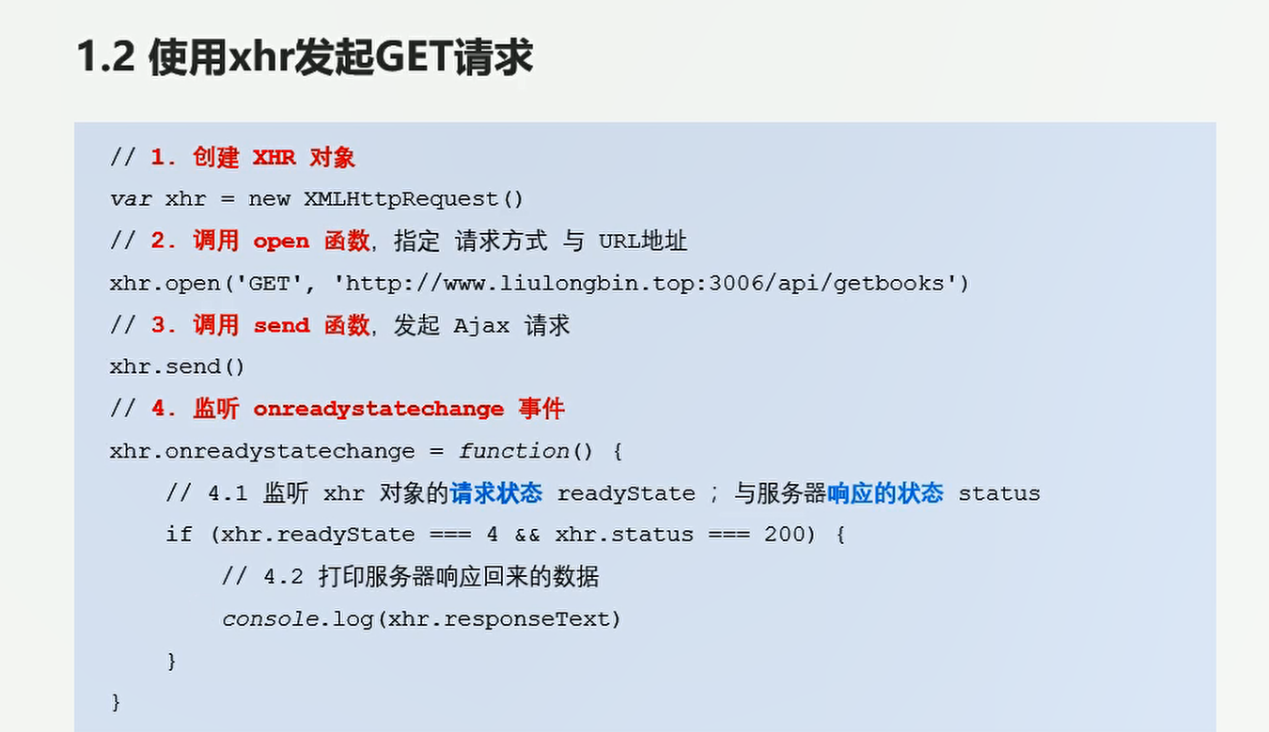 1.2 使用xhr发起GET请求
// 1. 创建 XHR 对象
var xhr = new XMLHttpRequest()
// 2. 调用 open 函数，指定 请求方式 与 URL地址
xhr.open('GET', 'http://www.liulongbin.top:3006/api/getbooks')
// 3. 调用 send 函数，发起 Ajax 请求
xhr.send()
// 4. 监听 onreadystatechange 事件
xhr.onreadystatechange = function() {
// 4.1 监听 xhr 对象的请求状态 readyState ；与服务器响应的状态 status
if (xhr.readyState === 4 && xhr.status === 200) {
// 4.2 打印服务器响应回来的数据
console.log(xhr.responseText)
}
}